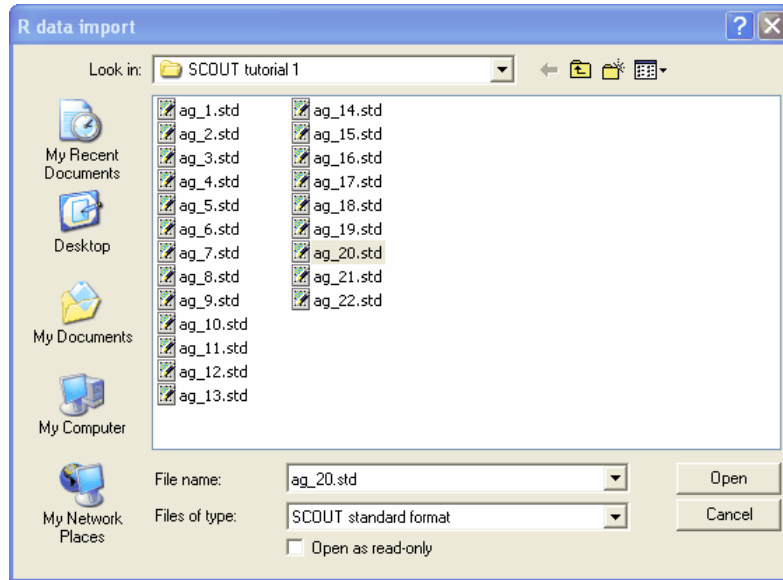 R data import
Look in: SCOUT tutorial 1
My Recent
Documents
Desktop
My Documents
My Computer
My Network
Places
ag_1.std
ag_2.std
ag_3.std
ag_4.std
ag_5.std
ag_6.std
ag_7.std
ag_8.std
ag_9.std
ag_10.std
ag_11.std
ag_12.std
ag_13.std
ag_14.std
ag_15.std
ag_16.std
ag_17.std
ag_18.std
ag_19.std
ag_20.std
ag_21.std
ag_22.std
File name: ag_20.std Open
Files of type: SCOUT standard format Cancel
Open as read-only